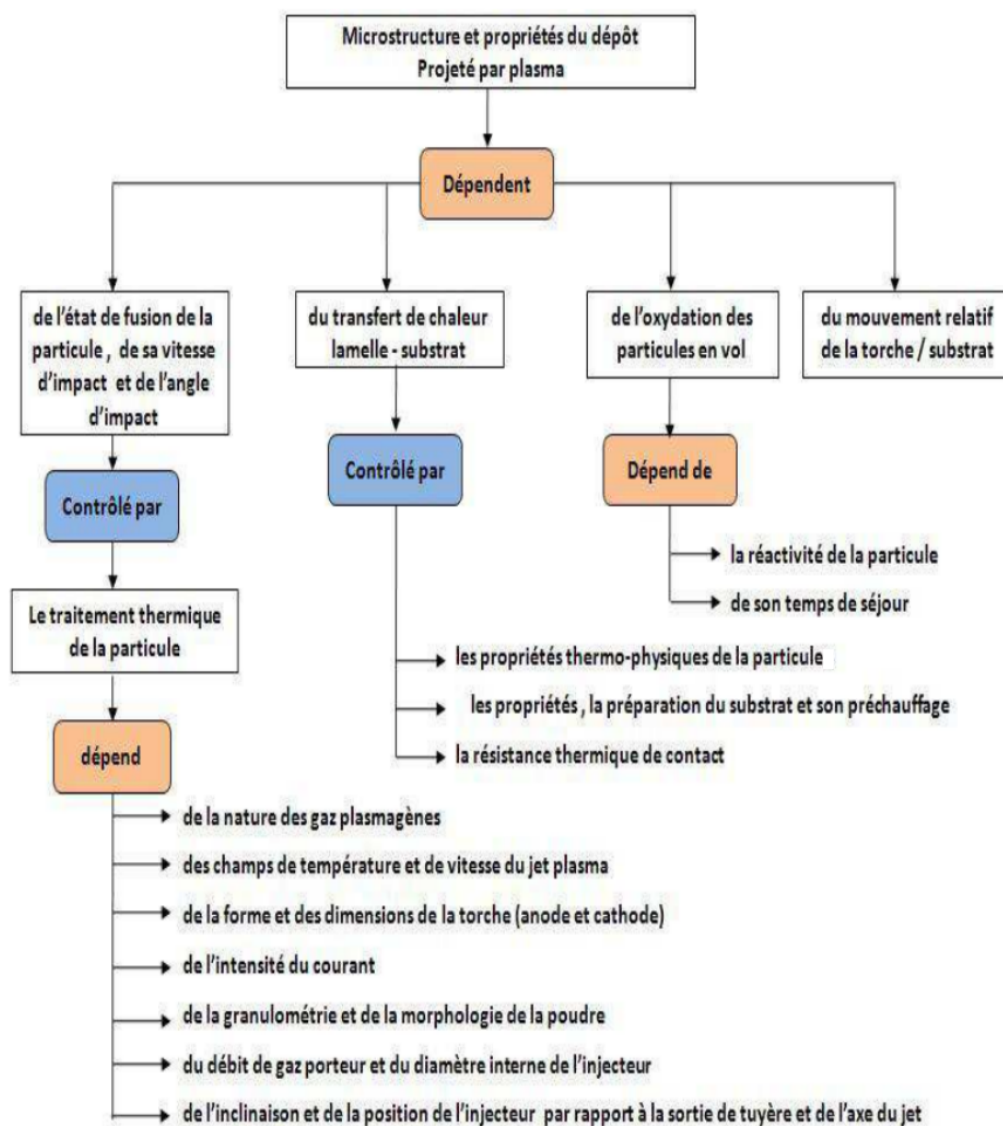 Microstructure et propriétés du dépôt
Projeté par plasma
Dépendent
de l'état de fusion de la
particule , de sa vitesse
d'impact et de l'angle
d'impact
du transfert de chaleur
lamelle - substrat
de l'oxydation des
particules en vol
du mouvement relatif
de la torche / substrat
Contrôlé par
Contrôlé par
Dépend de
la réactivité de la particule
de son temps de séjour
Le traitement thermique
de la particule
les propriétés thermo-physiques de la particule
les propriétés , la préparation du substrat et son préchauffage
la résistance thermique de contact
dépend
de la nature des gaz plasmagènes
des champs de température et de vitesse du jet plasma
de la forme et des dimensions de la torche (anode et cathode)
de l'intensité du courant
de la granulométrie et de la morphologie de la poudre
du débit de gaz porteur et du diamètre interne de l'injecteur
de l'inclinaison et de la position de l'injecteur par rapport à la sortie de tuyère et de l'axe du jet